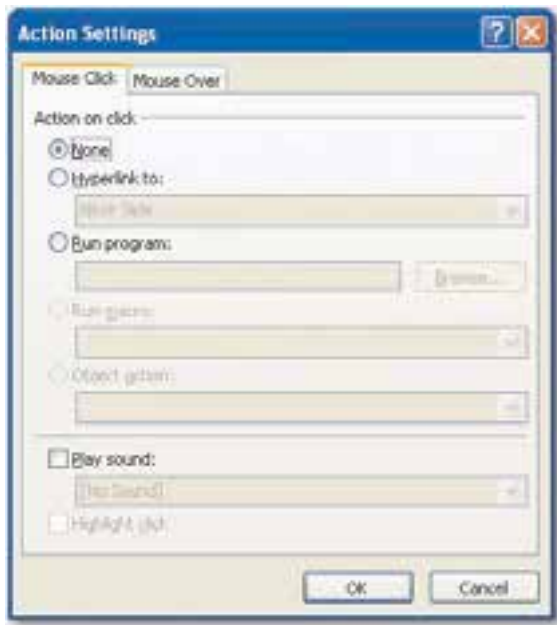 Action Settings
Mouse Click Mouse Over
Action on click
None
Hyperlink to:
Next Slide
Run program:
Browse...
Run macro:
Object action:
Play sound:
[No Sound]
Highlight click
OK Cancel